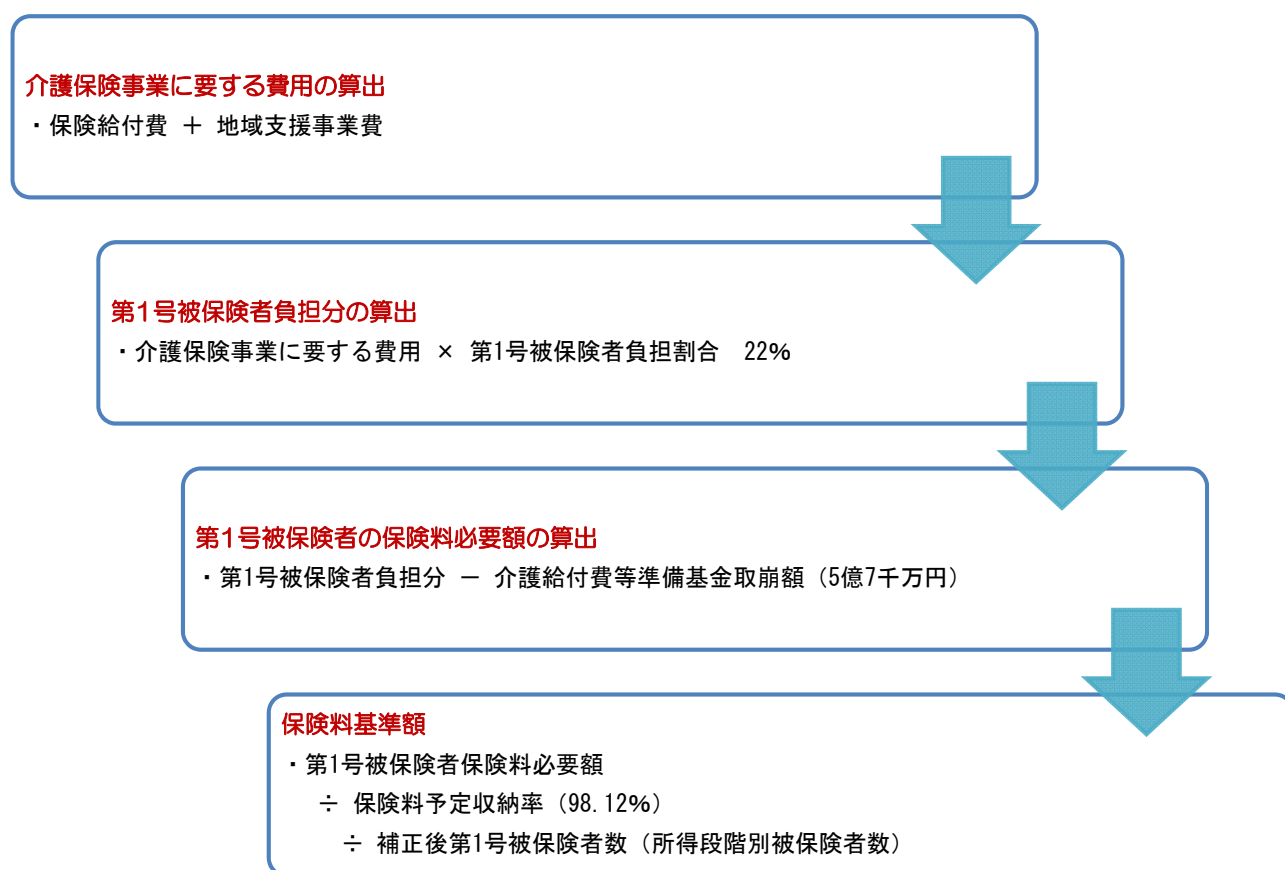 介護保険事業に要する費用の算出
・保険給付費 ＋ 地域支援事業費
第1号被保険者負担分の算出
・介護保険事業に要する費用 × 第1号被保険者負担割合　22%
第1号被保険者の保険料必要額の算出
・第1号被保険者負担分 － 介護給付費等準備基金取崩額（5億7千万円）
保険料基準額
・第1号被保険者保険料必要額
÷ 保険料予定収納率（98.12%）
÷ 補正後第1号被保険者数（所得段階別被保険者数）